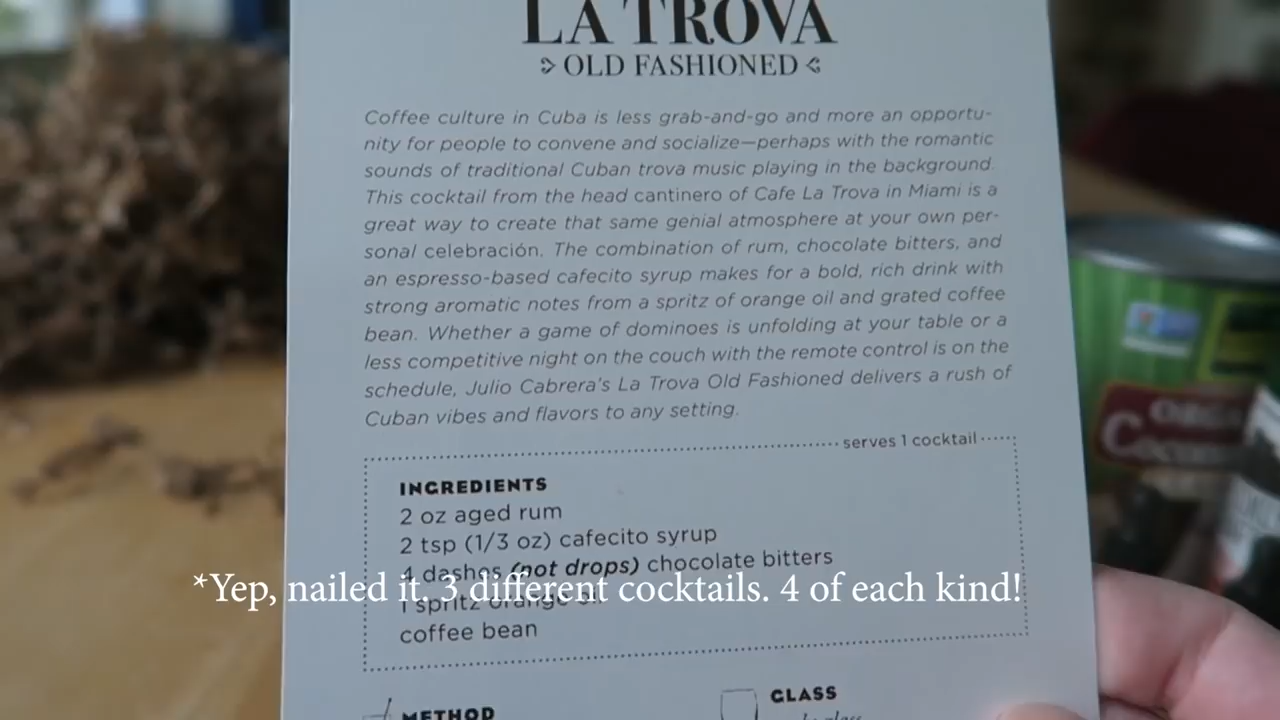 LA TROVA
OLD FASHIONED
Coffee culture in Cuba is less grab-and-go and more an opportu-
nity for people to convene and socialize—perhaps with the romantic
sounds of traditional Cuban trova music playing in the background.
This cocktail from the head cantinero of Cafe La Trova in Miami is a
great way to create that same genial atmosphere at your own per-
sonal celebración. The combination of rum, chocolate bitters, and
an espresso-based cafecito syrup makes for a bold, rich drink with
strong aromatic notes from a spritz of orange oil and grated coffee
bean. Whether a game of dominoes is unfolding at your table or a
less competitive night on the couch with the remote control is on the
schedule, Julio Cabrera's La Trova Old Fashioned delivers a rush of
Cuban vibes and flavors to any setting.
serves 1 cocktail
INGREDIENTS
2 oz aged rum
2 tsp (1/3 oz) cafecito syrup
4 dashes (not drops) chocolate bitters
*Yep, nailed it. 3 different cocktails. 4 of each kind!
1 spritz orange oil
coffee bean
METHOD
GLASS